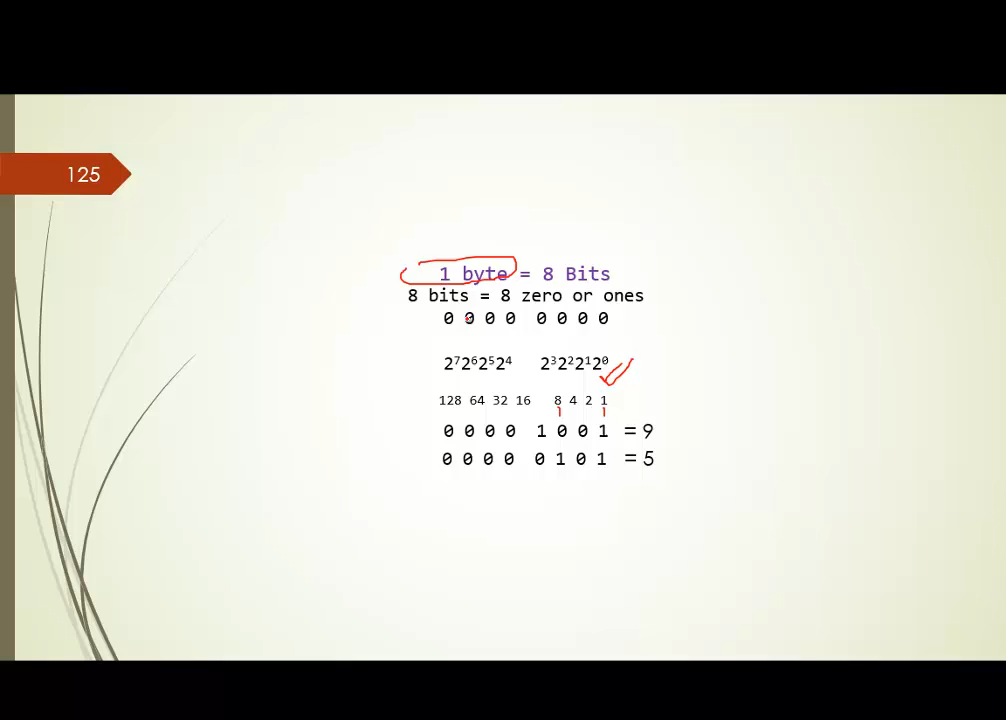 125
1 byte = 8 Bits
8 bits = 8 zero or ones
0 0 0 0 0 0 0 0
2⁷2⁶2⁵2⁴ 2³2²2¹2⁰
128 64 32 16 8 4 2 1
0 0 0 0 1 0 0 1 = 9
0 0 0 0 0 1 0 1 = 5